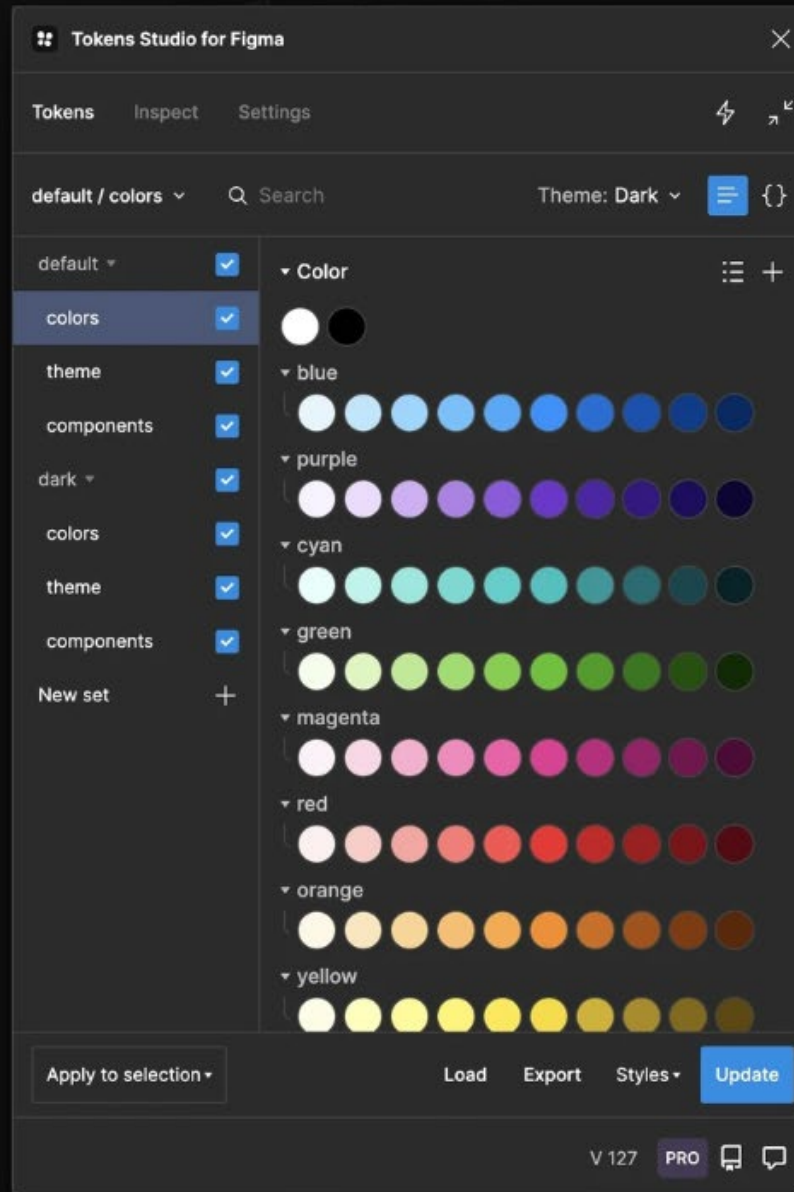 Tokens Studio for Figma
Tokens Inspect Settings
default / colors Search Theme: Dark {}
default
colors
theme
components
dark
colors
theme
components
New set
Color
blue
purple
cyan
green
magenta
red
orange
yellow
Apply to selection Load Export Styles Update
V 127 PRO